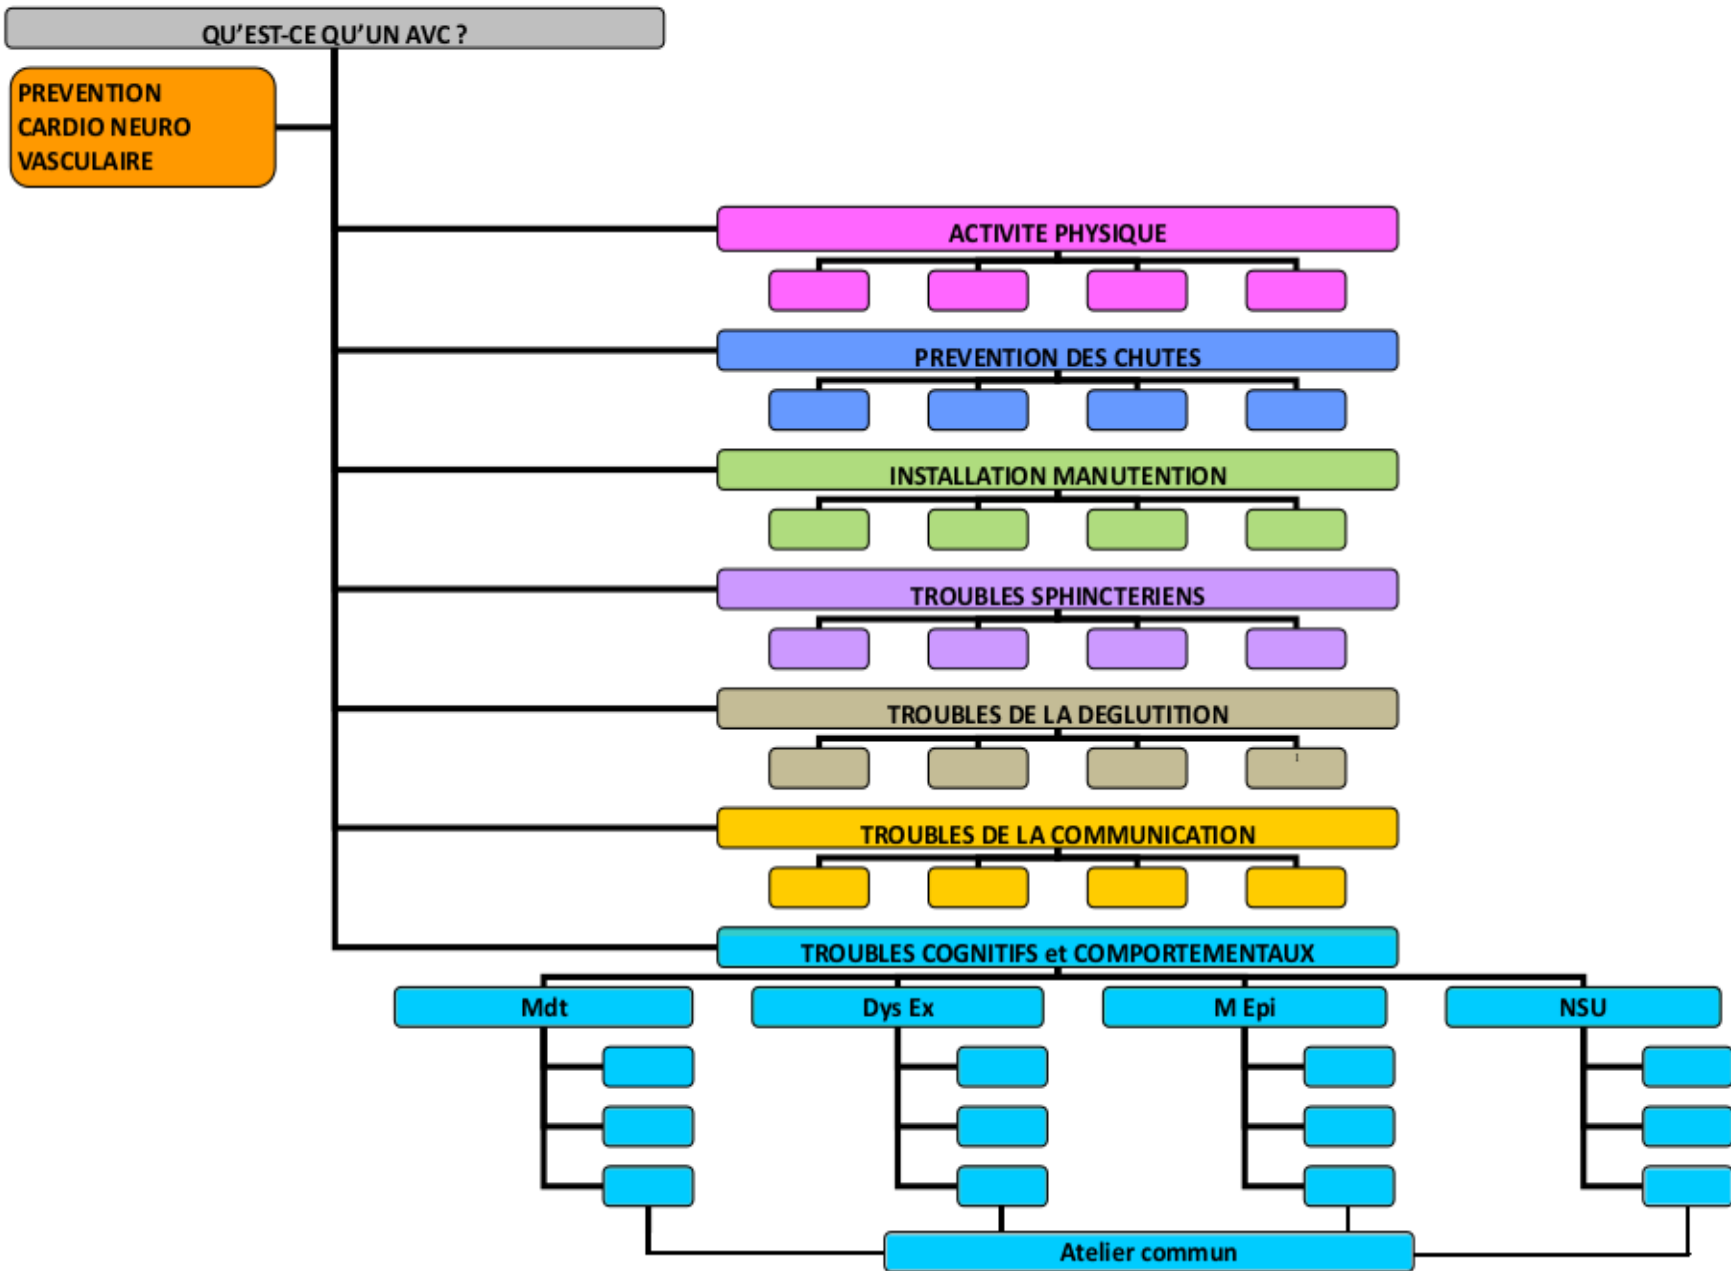 QU’EST-CE QU’UN AVC ?
PREVENTION
CARDIO NEURO
VASCULAIRE
ACTIVITE PHYSIQUE
PREVENTION DES CHUTES
INSTALLATION MANUTENTION
TROUBLES SPHINCTERIENS
TROUBLES DE LA DEGLUTITION
1
TROUBLES DE LA COMMUNICATION
TROUBLES COGNITIFS et COMPORTEMENTAUX
Mdt
Dys Ex
M Epi
NSU
Atelier commun